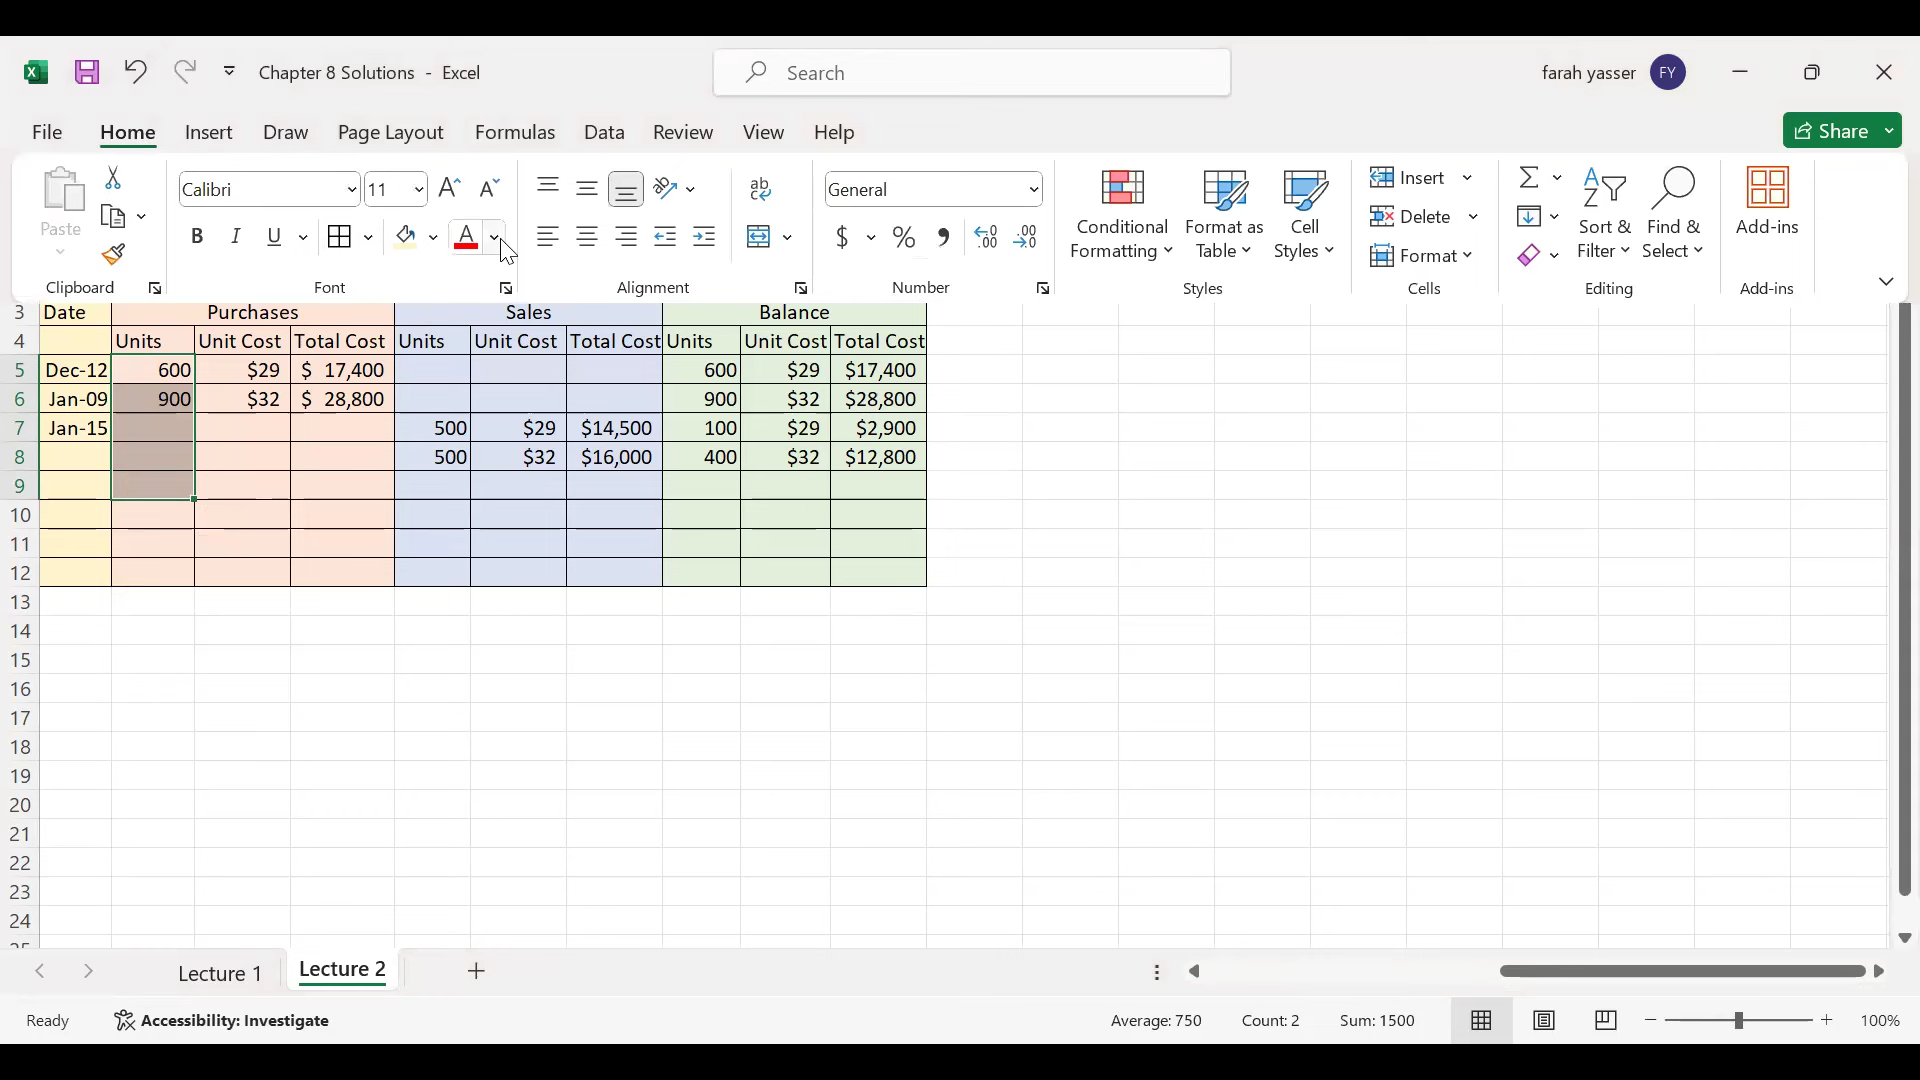 Chapter 8 Solutions - Excel
Search
farah yasser FY
File Home Insert Draw Page Layout Formulas Data Review View Help
Share
Paste
Calibri 11
General
Conditional Formatting
Format as Table
Cell Styles
Insert
Delete
Format
Sort & Filter
Find & Select
Add-ins
Clipboard Font Alignment Number Styles Cells Editing Add-ins
3 Date Purchases Sales Balance
4 Units Unit Cost Total Cost Units Unit Cost Total Cost Units Unit Cost Total Cost
5 Dec-12 600 $29 $ 17,400 600 $29 $17,400
6 Jan-09 900 $32 $ 28,800 900 $32 $28,800
7 Jan-15 500 $29 $14,500 100 $29 $2,900
8 500 $32 $16,000 400 $32 $12,800
9
10
11
12
13
14
15
16
17
18
19
20
21
22
23
24
25
Lecture 1 Lecture 2
Ready Accessibility: Investigate Average: 750 Count: 2 Sum: 1500 100%